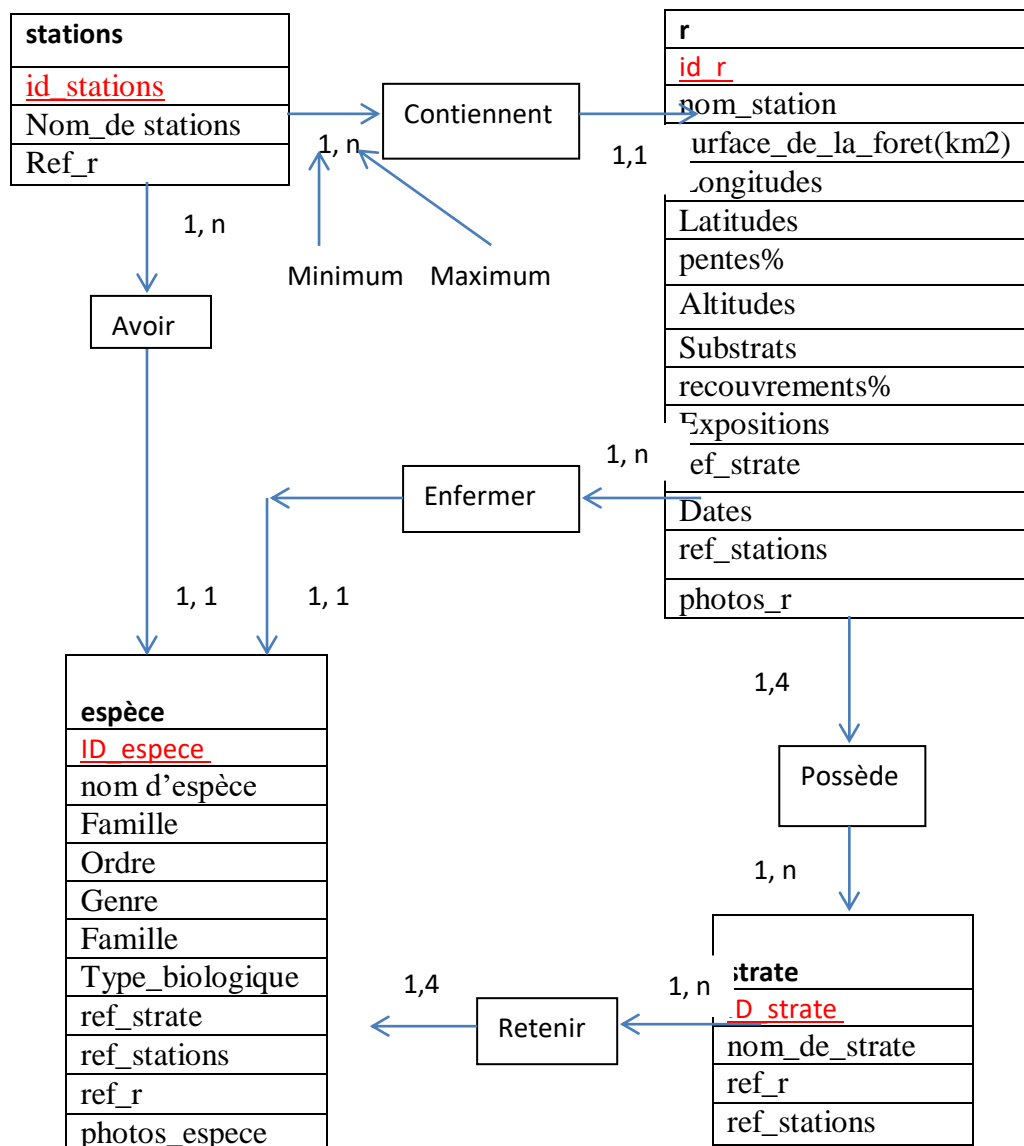 stations
id_stations
Nom_de stations
Ref_r
Contiennent
1, n
1,1
Minimum Maximum
r
id_r
nom_station
urface_de_la_foret(km2)
ongitudes
Latitudes
pentes%
Altitudes
Substrats
recouvrements%
Expositions
ef_strate
Dates
ref_stations
photos_r
1, n
Avoir
1, n
Enfermer
1, 1
1, 1
1,4
Possède
1, n
espèce
ID_espece
nom d’espèce
Famille
Ordre
Genre
Famille
Type_biologique
ref_strate
ref_stations
ref_r
photos_espece
1,4
Retenir
1, n
strate
ID_strate
nom_de_strate
ref_r
ref_stations